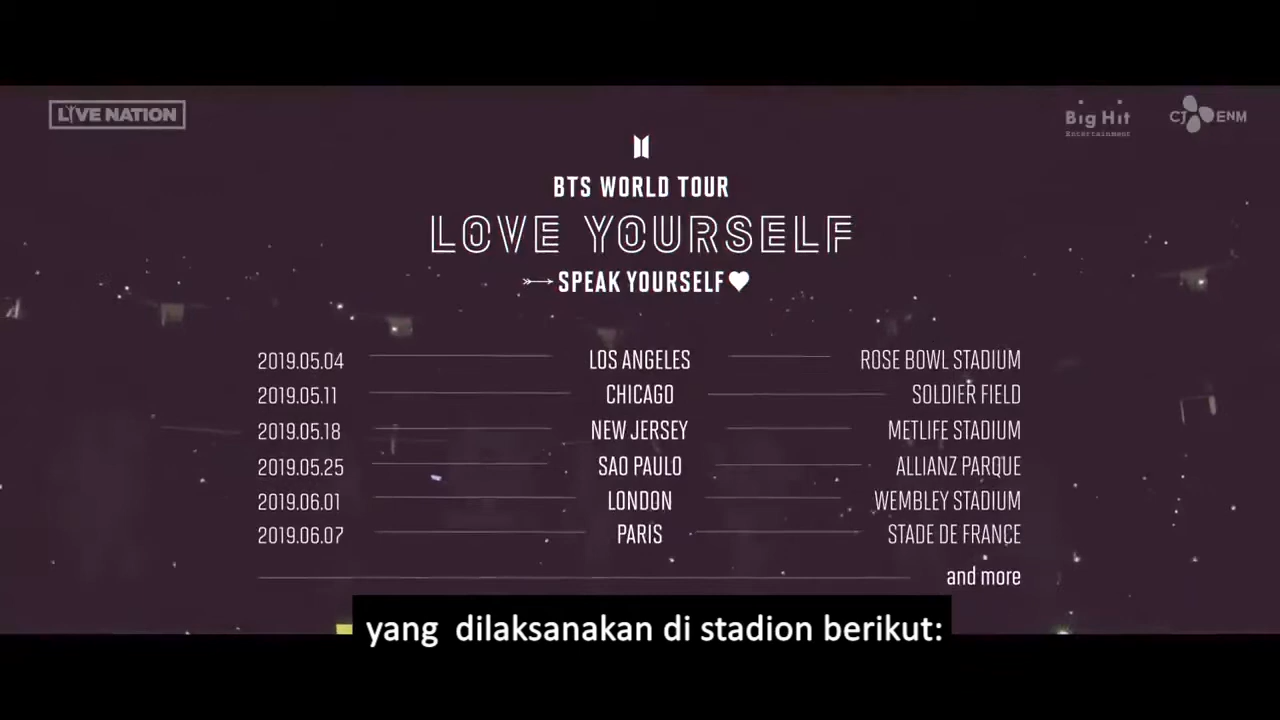 LIVE NATION
Big Hit
Entertainment
CJ ENM
BTS WORLD TOUR
LOVE YOURSELF
SPEAK YOURSELF
2019.05.04 LOS ANGELES ROSE BOWL STADIUM
2019.05.11 CHICAGO SOLDIER FIELD
2019.05.18 NEW JERSEY METLIFE STADIUM
2019.05.25 SAO PAULO ALLIANZ PARQUE
2019.06.01 LONDON WEMBLEY STADIUM
2019.06.07 PARIS STADE DE FRANCE
and more
yang dilaksanakan di stadion berikut: